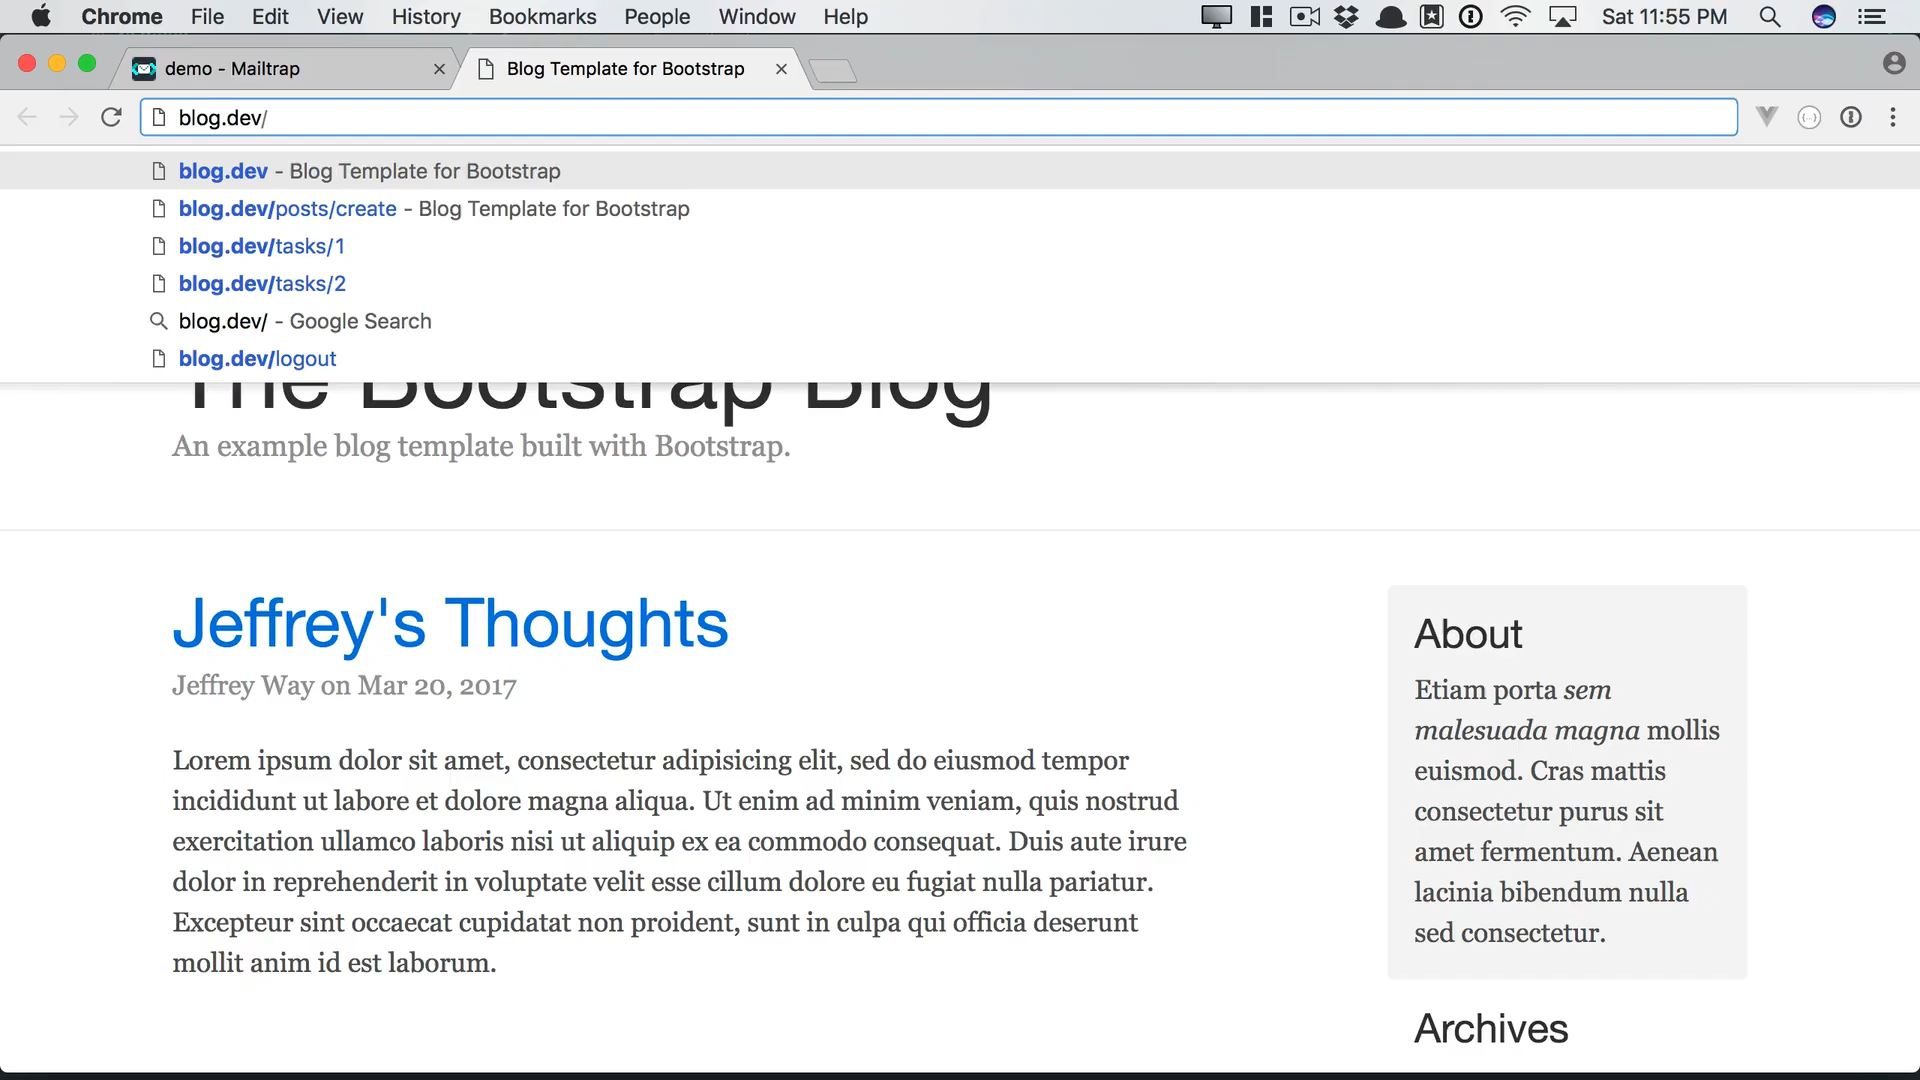 Chrome File Edit View History Bookmarks People Window Help Sat 11:55 PM
demo - Mailtrap
Blog Template for Bootstrap
blog.dev/
blog.dev - Blog Template for Bootstrap
blog.dev/posts/create - Blog Template for Bootstrap
blog.dev/tasks/1
blog.dev/tasks/2
blog.dev/ - Google Search
blog.dev/logout
The Bootstrap Blog
An example blog template built with Bootstrap.
Jeffrey's Thoughts
Jeffrey Way on Mar 20, 2017
Lorem ipsum dolor sit amet, consectetur adipisicing elit, sed do eiusmod tempor
incididunt ut labore et dolore magna aliqua. Ut enim ad minim veniam, quis nostrud
exercitation ullamco laboris nisi ut aliquip ex ea commodo consequat. Duis aute irure
dolor in reprehenderit in voluptate velit esse cillum dolore eu fugiat nulla pariatur.
Excepteur sint occaecat cupidatat non proident, sunt in culpa qui officia deserunt
mollit anim id est laborum.
About
Etiam porta sem
malesuada magna mollis
euismod. Cras mattis
consectetur purus sit
amet fermentum. Aenean
lacinia bibendum nulla
sed consectetur.
Archives